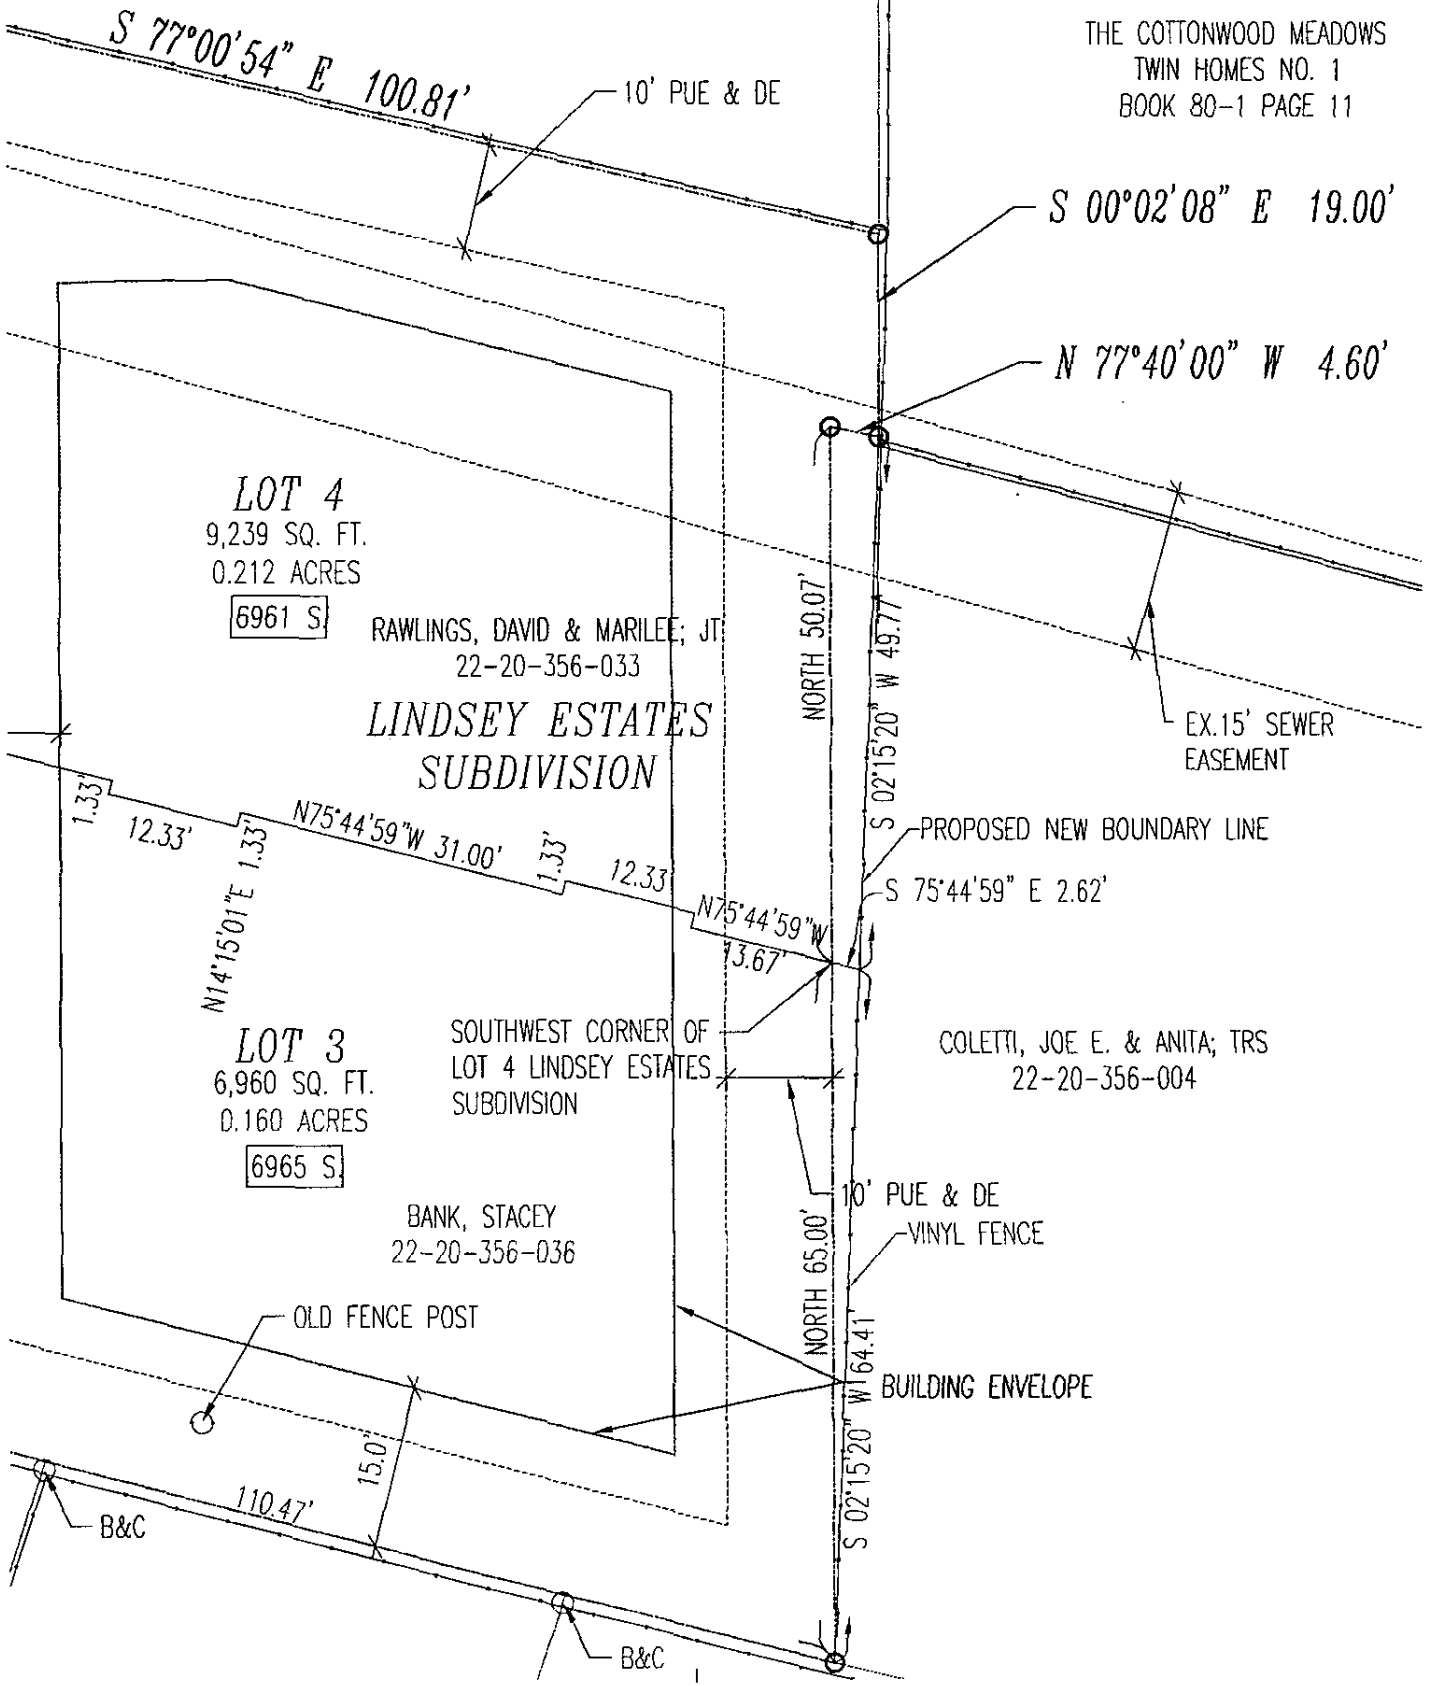 THE COTTONWOOD MEADOWS
TWIN HOMES NO. 1
BOOK 80-1 PAGE 11
S 77°00'54" E 100.81'
10' PUE & DE
S 00°02'08" E 19.00'
N 77°40'00" W 4.60'
LOT 4
9,239 SQ. FT.
0.212 ACRES
6961 S.
RAWLINGS, DAVID & MARILEE; JT
22-20-356-033
LINDSEY ESTATES
SUBDIVISION
NORTH 50.07'
S 02°15'20" W 49.77'
EX.15' SEWER
EASEMENT
PROPOSED NEW BOUNDARY LINE
S 75°44'59" E 2.62'
1.33'
12.33'
N14°15'01"E 1.33'
N75°44'59"W 31.00'
1.33'
12.33
N75°44'59"W
13.67'
LOT 3
6,960 SQ. FT.
0.160 ACRES
6965 S.
SOUTHWEST CORNER OF
LOT 4 LINDSEY ESTATES
SUBDIVISION
COLETTI, JOE E. & ANITA; TRS
22-20-356-004
BANK, STACEY
22-20-356-036
10' PUE & DE
VINYL FENCE
NORTH 65.00'
S 02°15'20" W 64.41'
OLD FENCE POST
BUILDING ENVELOPE
15.0'
110.47'
B&C
B&C